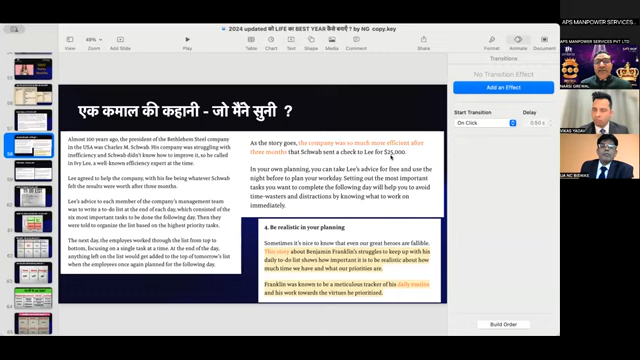 2024 updated को LIFE का BEST YEAR कैसे बनाएँ ? by NG copy.key
49%
View
Zoom
Add Slide
Play
Table
Chart
Text
Shape
Media
Comment
Share
Format
Animate
Document
Transitions
No Transition Effect
Add an Effect
Start Transition
Delay
On Click
Build Order
एक कमाल की कहानी - जो मैंने सुनी ?
Almost 100 years ago, the president of the Bethlehem Steel company
in the USA was Charles M. Schwab. His company was struggling with
inefficiency and Schwab didn't know how to improve it, so he called
in Ivy Lee, a well-known efficiency expert at the time.
Lee agreed to help the company, with his fee being whatever Schwab
felt the results were worth after three months.
Lee's advice to each member of the company's management team
was to write a to-do list at the end of each day, which consisted of the
six most important tasks to be done the following day. Then they
were told to organize the list based on the highest priority tasks.
The next day, the employees worked through the list from top to
bottom, focusing on a single task at a time. At the end of the day,
anything left on the list would get added to the top of tomorrow's list
when the employees once again planned for the following day.
As the story goes, the company was so much more efficient after
three months that Schwab sent a check to Lee for $25,000.
In your own planning, you can take Lee's advice for free and use the
night before to plan your workday. Setting out the most important
tasks you want to complete the following day will help you to avoid
time-wasters and distractions by knowing what to work on
immediately.
4. Be realistic in your planning
Sometimes it's nice to know that even our great heroes are fallible.
This story about Benjamin Franklin's struggles to keep up with his
daily to-do list shows how important it is to be realistic about how
much time we have and what our priorities are.
Franklin was known to be a meticulous tracker of his daily routine
and his work towards the virtues he prioritized.
APS MANPOWER SERVICES...
APS MANPOWER SERVICES PVT LTD
VIKAS YADAV